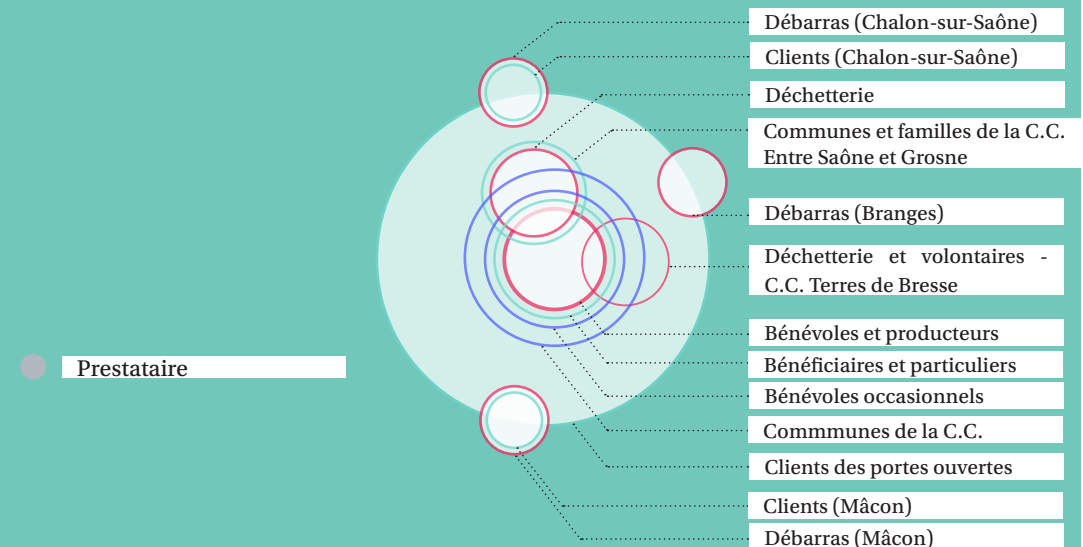 Débarras (Chalon-sur-Saône)
Clients (Chalon-sur-Saône)
Déchetterie
Communes et familles de la C.C.
Entre Saône et Grosne
Débarras (Branges)
Déchetterie et volontaires -
C.C. Terres de Bresse
Bénévoles et producteurs
Prestataire
Bénéficiaires et particuliers
Bénévoles occasionnels
Commmunes de la C.C.
Clients des portes ouvertes
Clients (Mâcon)
Débarras (Mâcon)